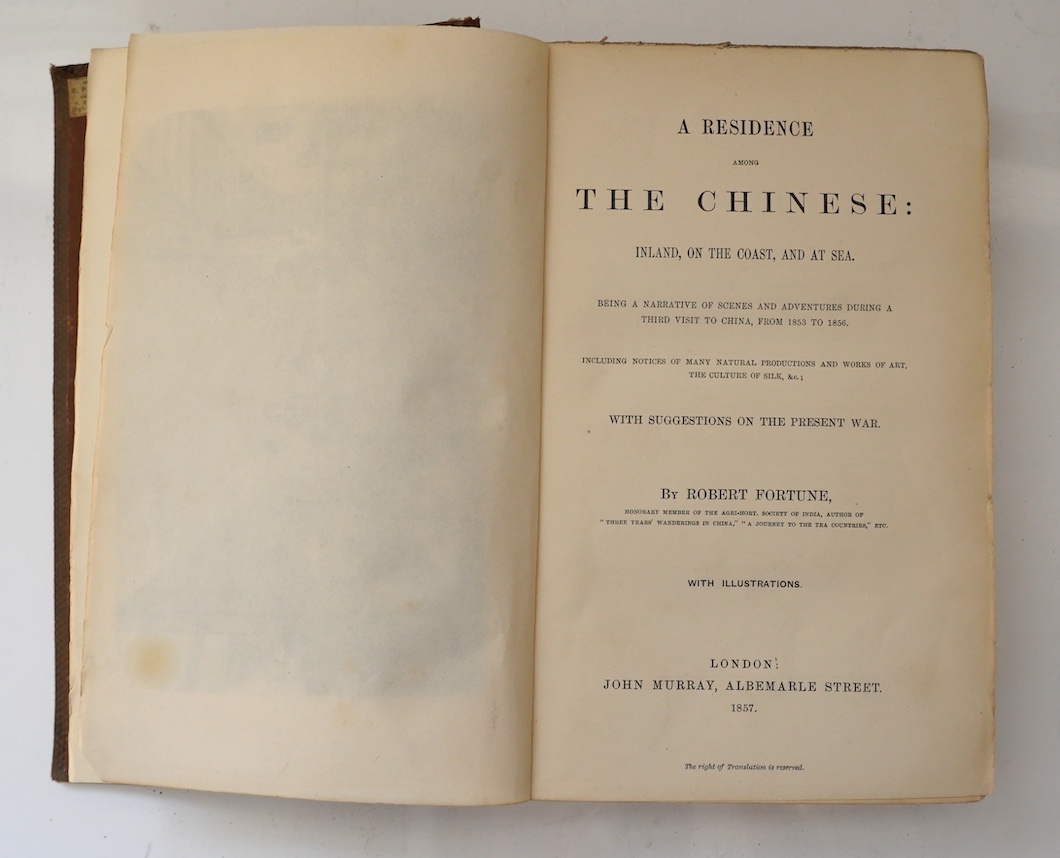 A RESIDENCE
AMONG
THE CHINESE:
INLAND, ON THE COAST, AND AT SEA.
BEING A NARRATIVE OF SCENES AND ADVENTURES DURING A
THIRD VISIT TO CHINA, FROM 1853 TO 1856.
INCLUDING NOTICES OF MANY NATURAL PRODUCTIONS AND WORKS OF ART,
THE CULTURE OF SILK, &c.;
WITH SUGGESTIONS ON THE PRESENT WAR.
By ROBERT FORTUNE,
HONORARY MEMBER OF THE AGRI-HORT. SOCIETY OF INDIA, AUTHOR OF
“THREE YEARS’ WANDERINGS IN CHINA,” “A JOURNEY TO THE TEA COUNTRIES,” ETC.
WITH ILLUSTRATIONS.
LONDON:
JOHN MURRAY, ALBEMARLE STREET.
1857.
The right of Translation is reserved.